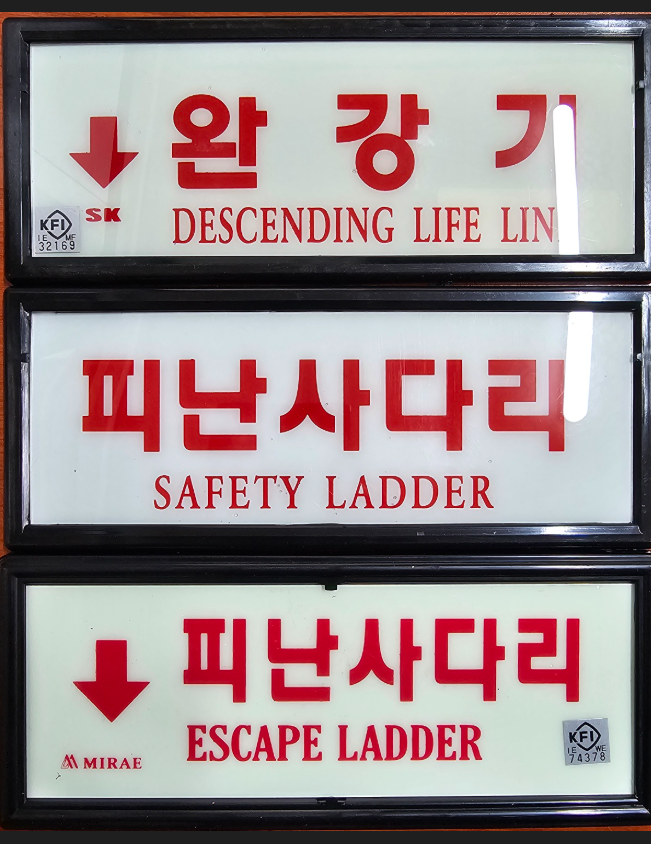 완 강 기
SK
DESCENDING LIFE LIN
KFI
IE MF
32169
피난사다리
SAFETY LADDER
피난사다리
ESCAPE LADDER
MIRAE
KFI
IE WE
74378